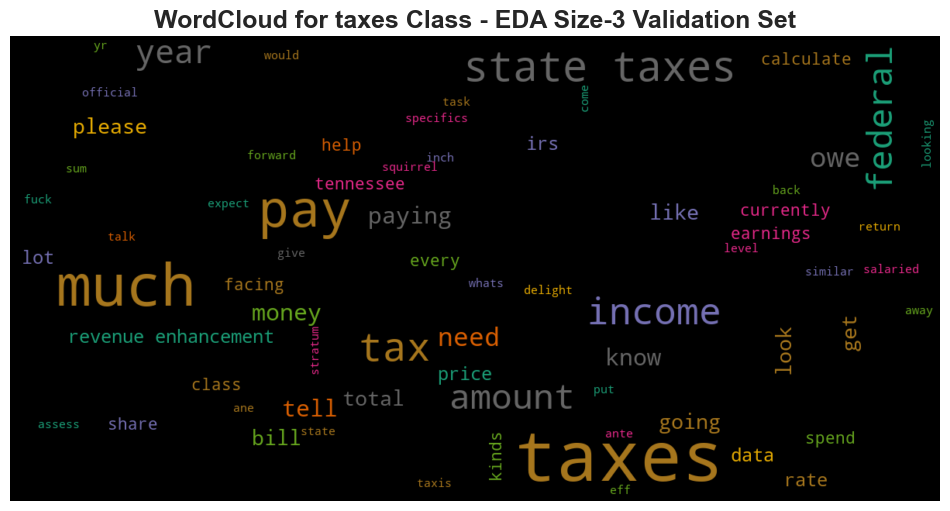 WordCloud for taxes Class - EDA Size-3 Validation Set
yr
year
would
state taxes
calculate
federal
official
task
come
please
specifics
looking
help
irs
forward
inch
owe
sum
squirrel
tennessee
back
fuck
expect
pay
paying
like
currently
return
talk
earnings
level
lot
give
every
similar
salaried
much
facing
whats
delight
money
income
away
revenue enhancement
stratum
tax
need
know
look
get
price
class
total
amount
put
ane
tell
assess
share
bill
state
kinds
taxes
ante
going
spend
data
taxis
eff
rate